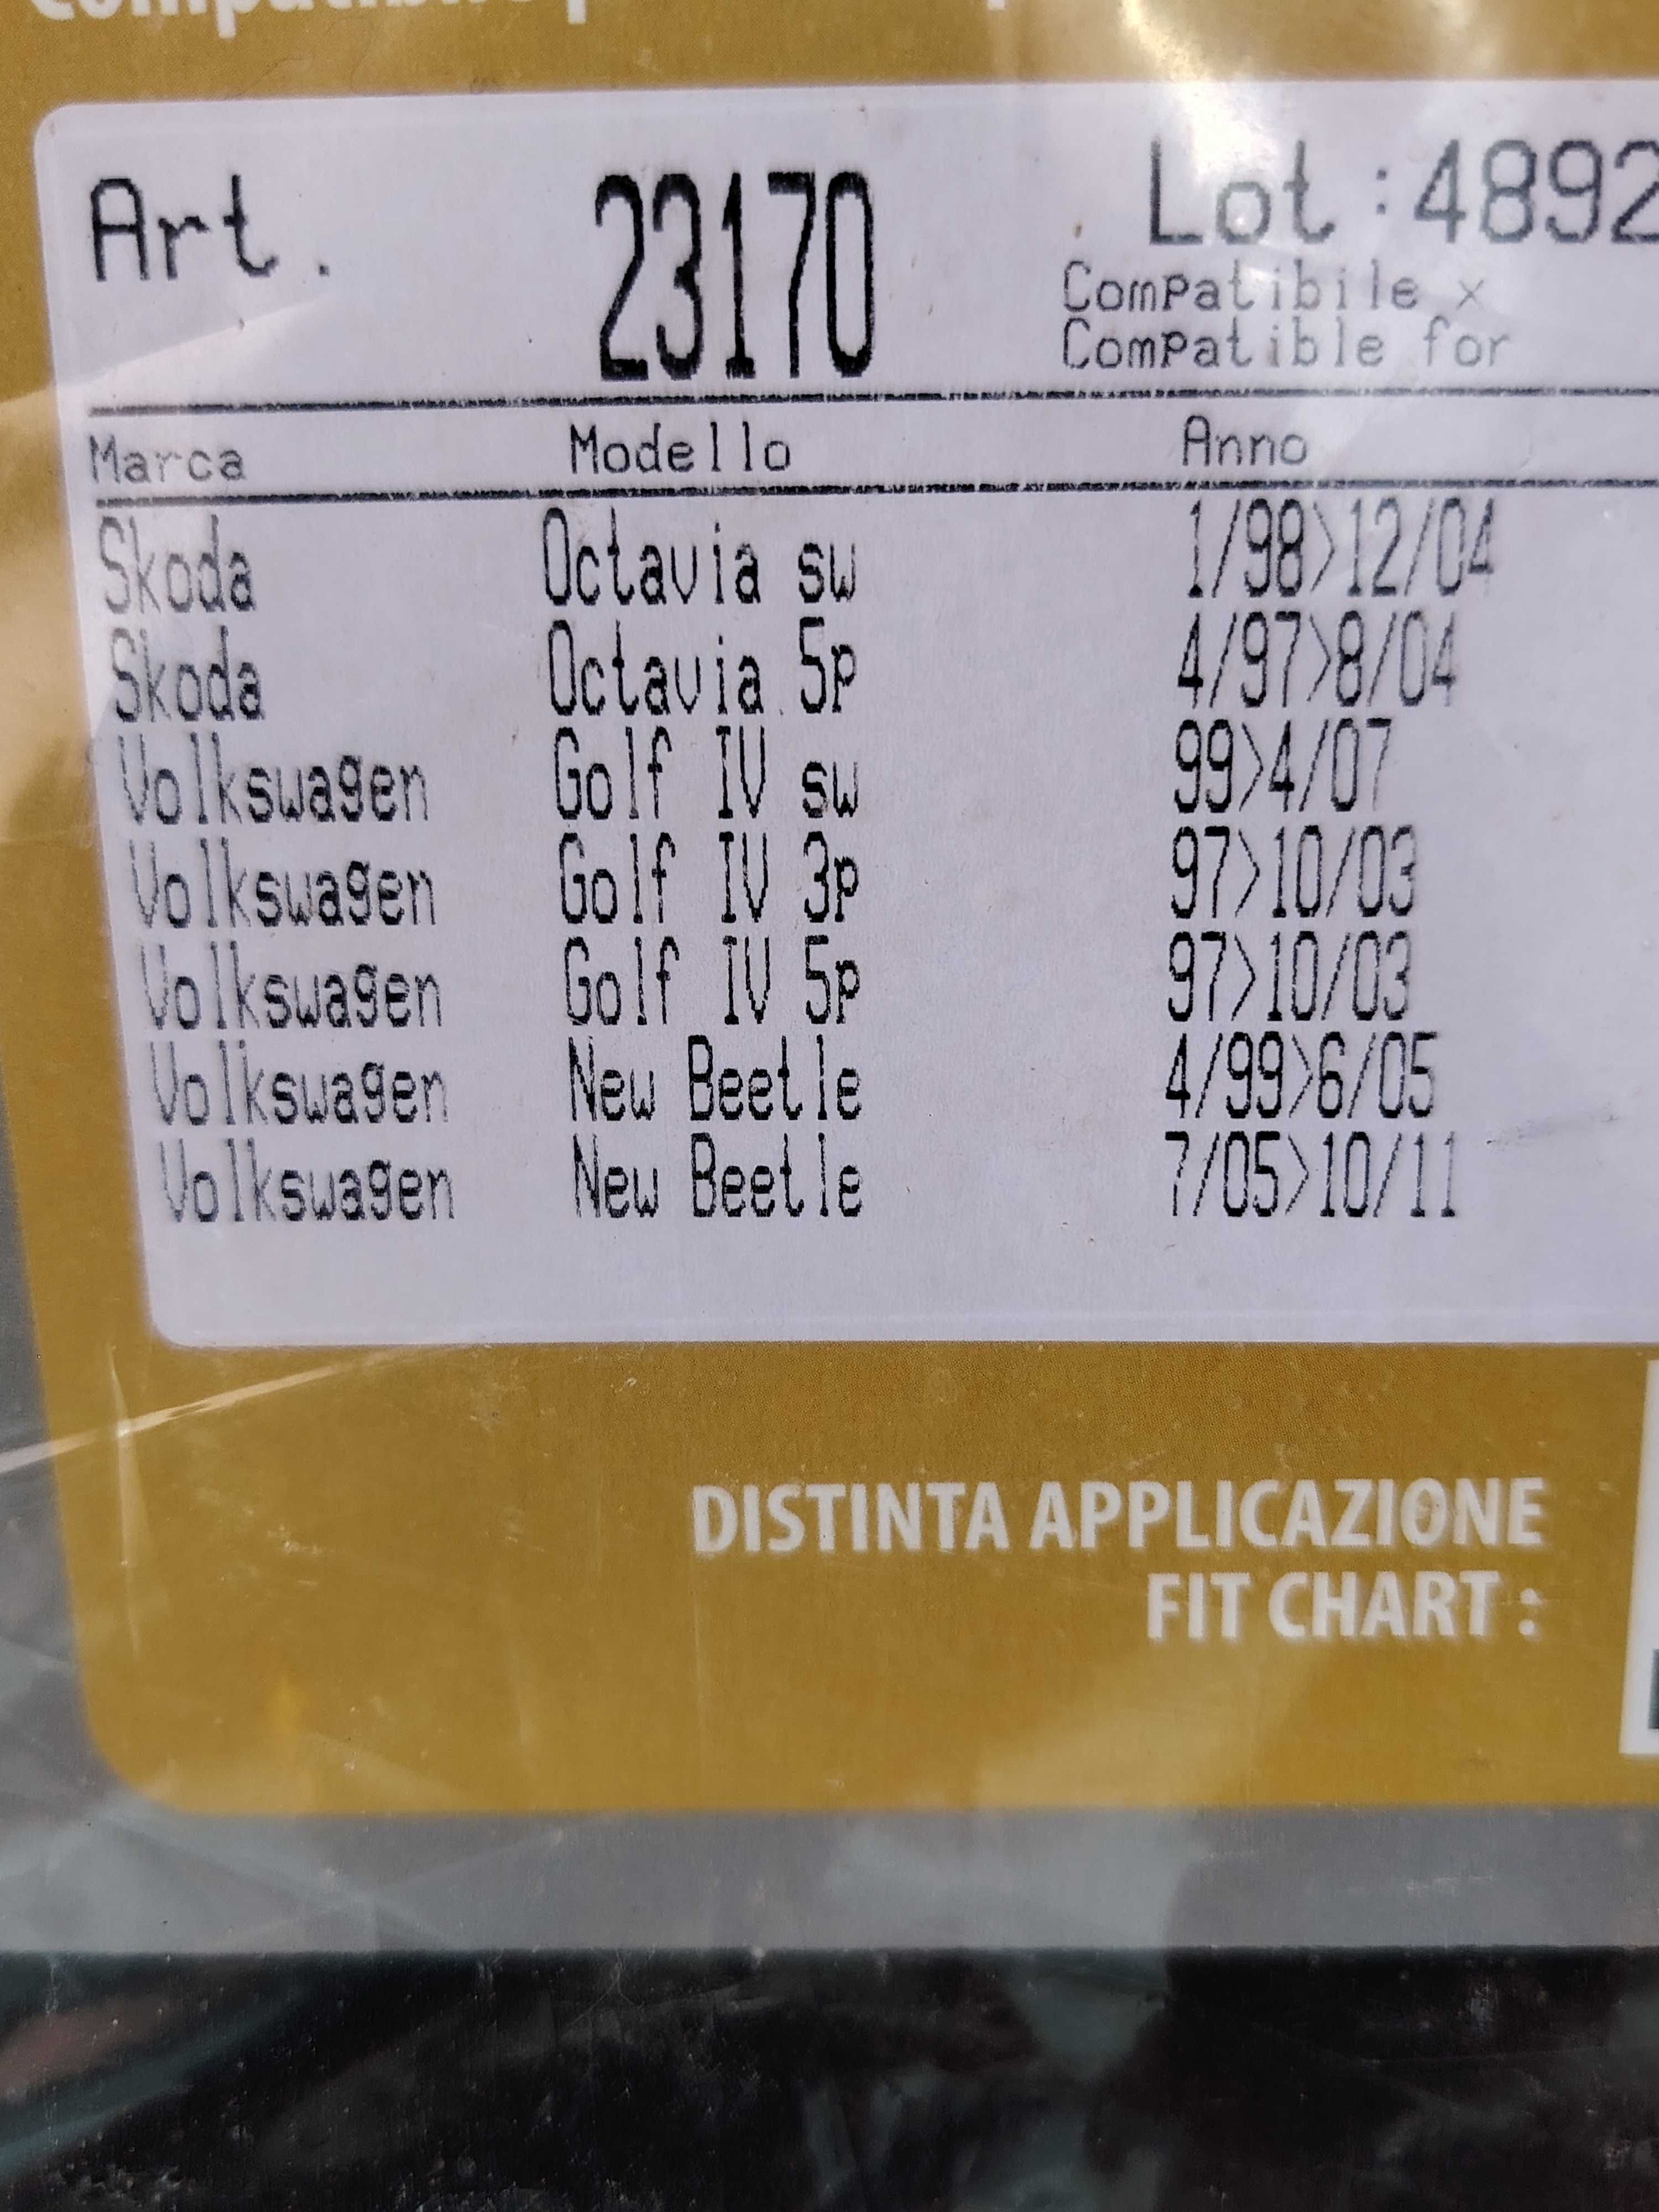 Art. 23170 Lot :4892
Compatibile x
Compatible for
Marca Modello Anno
Skoda Octavia sw 1/98>12/04
Skoda Octavia 5p 4/97>8/04
Volkswagen Golf IV sw 99>4/07
Volkswagen Golf IV 3p 97>10/03
Volkswagen Golf IV 5p 97>10/03
Volkswagen New Beetle 4/99>6/05
Volkswagen New Beetle 7/05>10/11
DISTINTA APPLICAZIONE
FIT CHART :